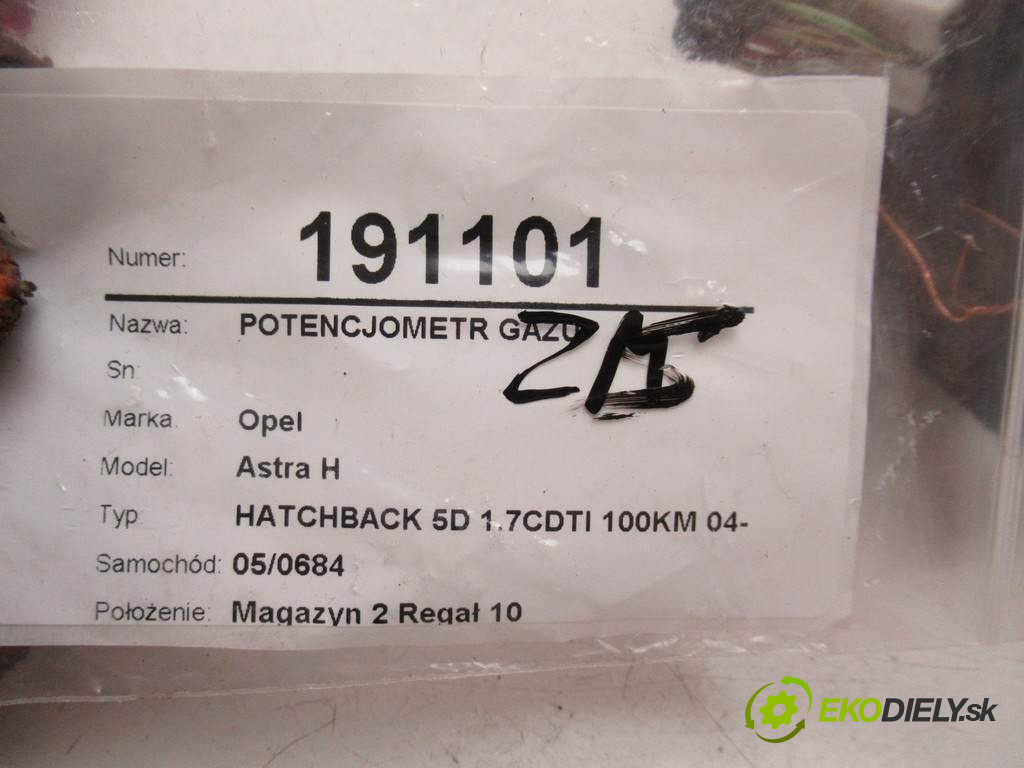 Numer: 191101
Nazwa: POTENCJOMETR GAZU
Sn:
Marka: Opel
Model: Astra H
Typ: HATCHBACK 5D 1.7CDTI 100KM 04-
Samochód: 05/0684
Położenie: Magazyn 2 Regał 10
EKODIELY.sk